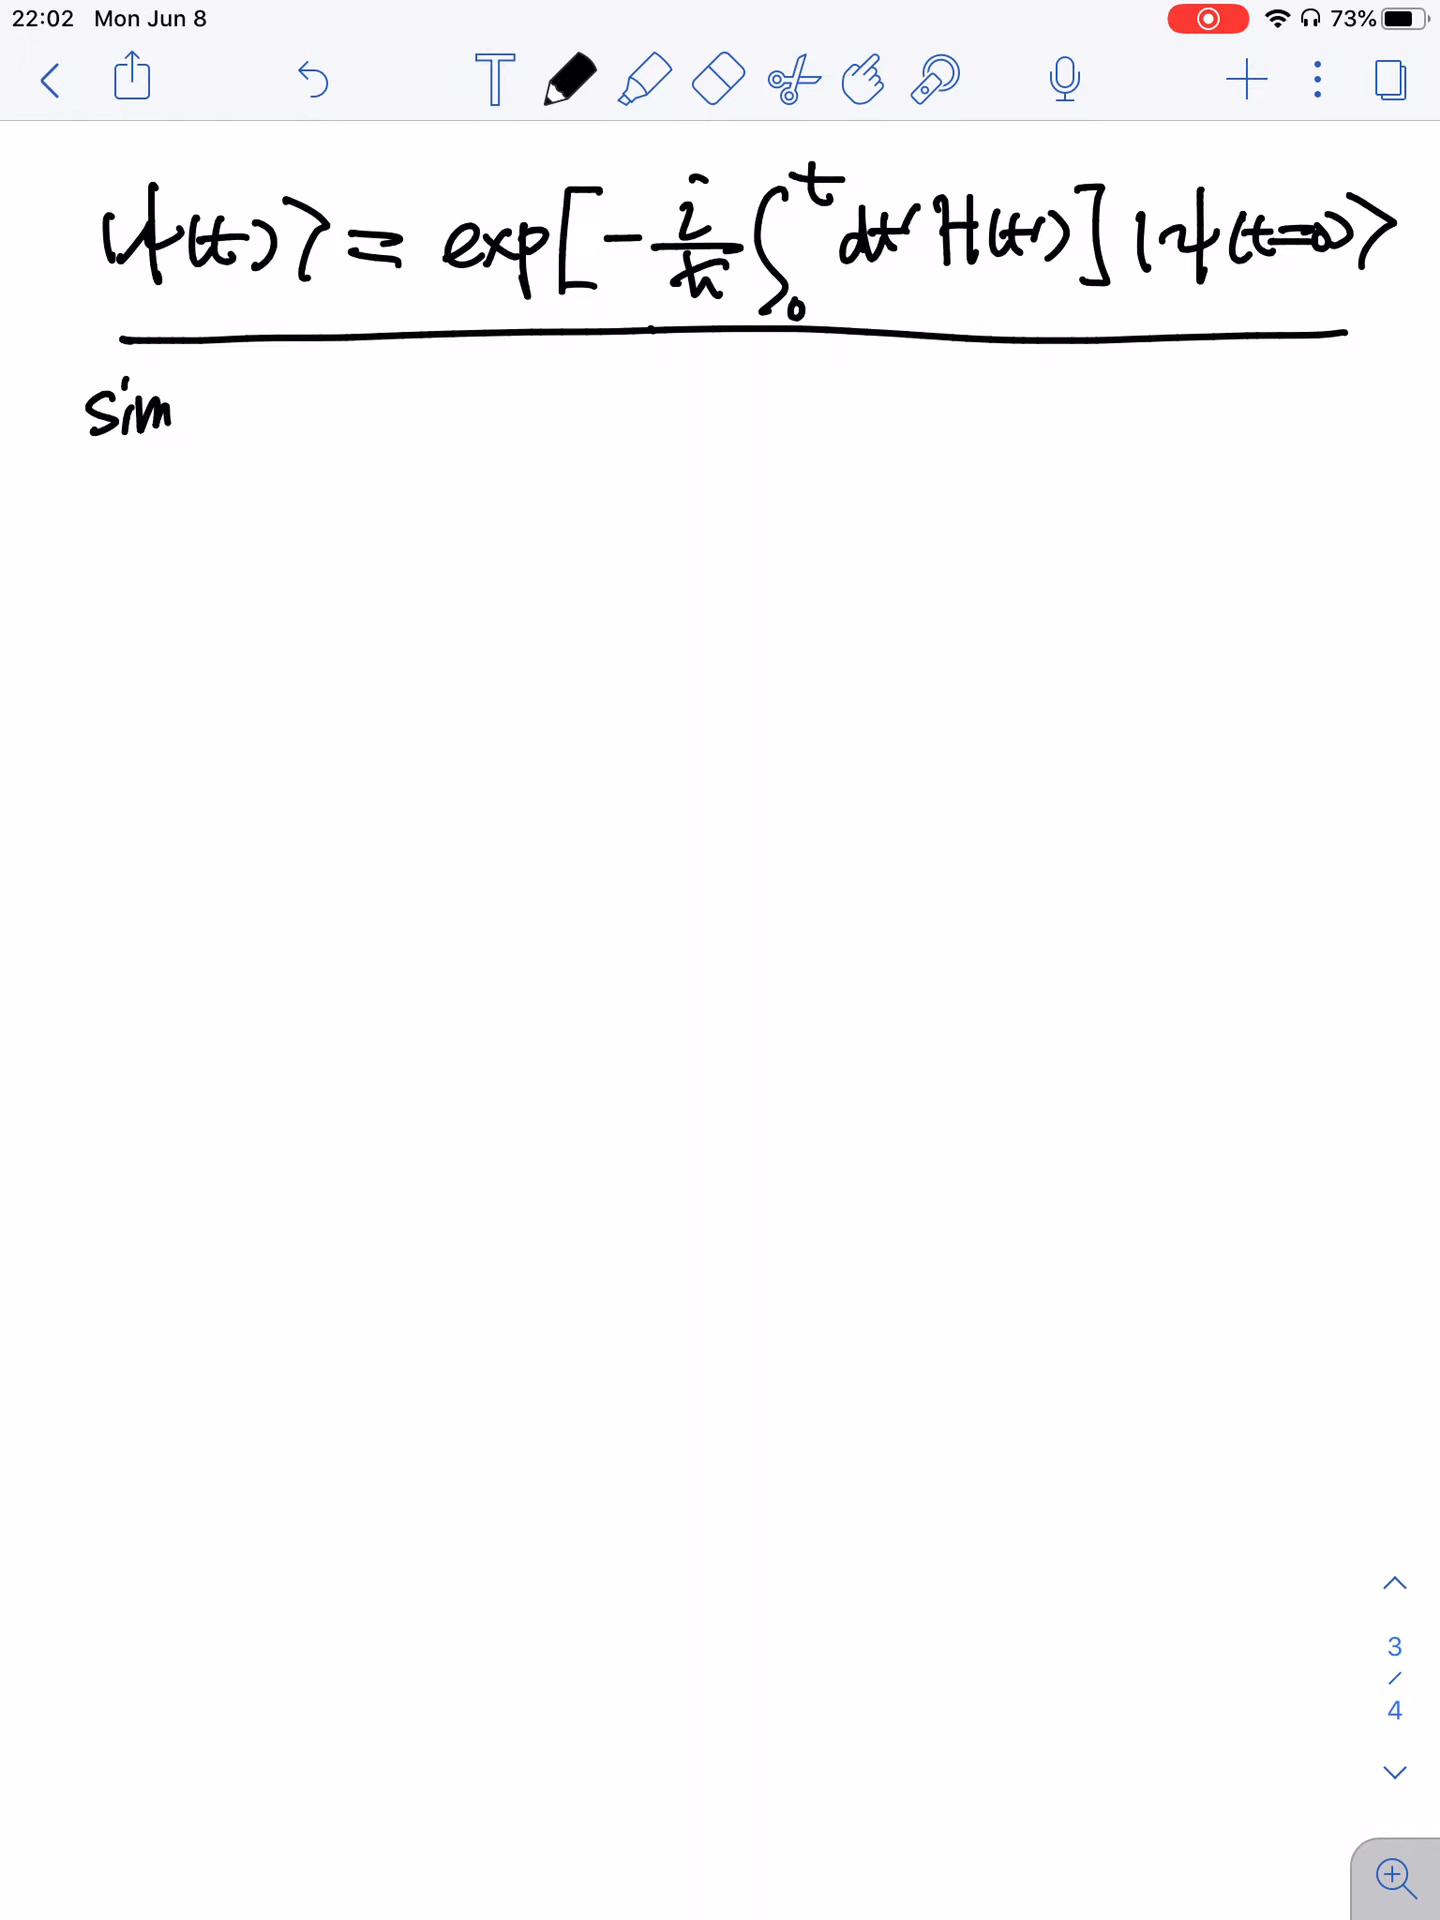 22:02 Mon Jun 8 73%
T
|ψ(t)⟩ = exp[-i/ħ ∫₀ᵗ dt' H(t')] |ψ(t=0)⟩
sim
3
/
4